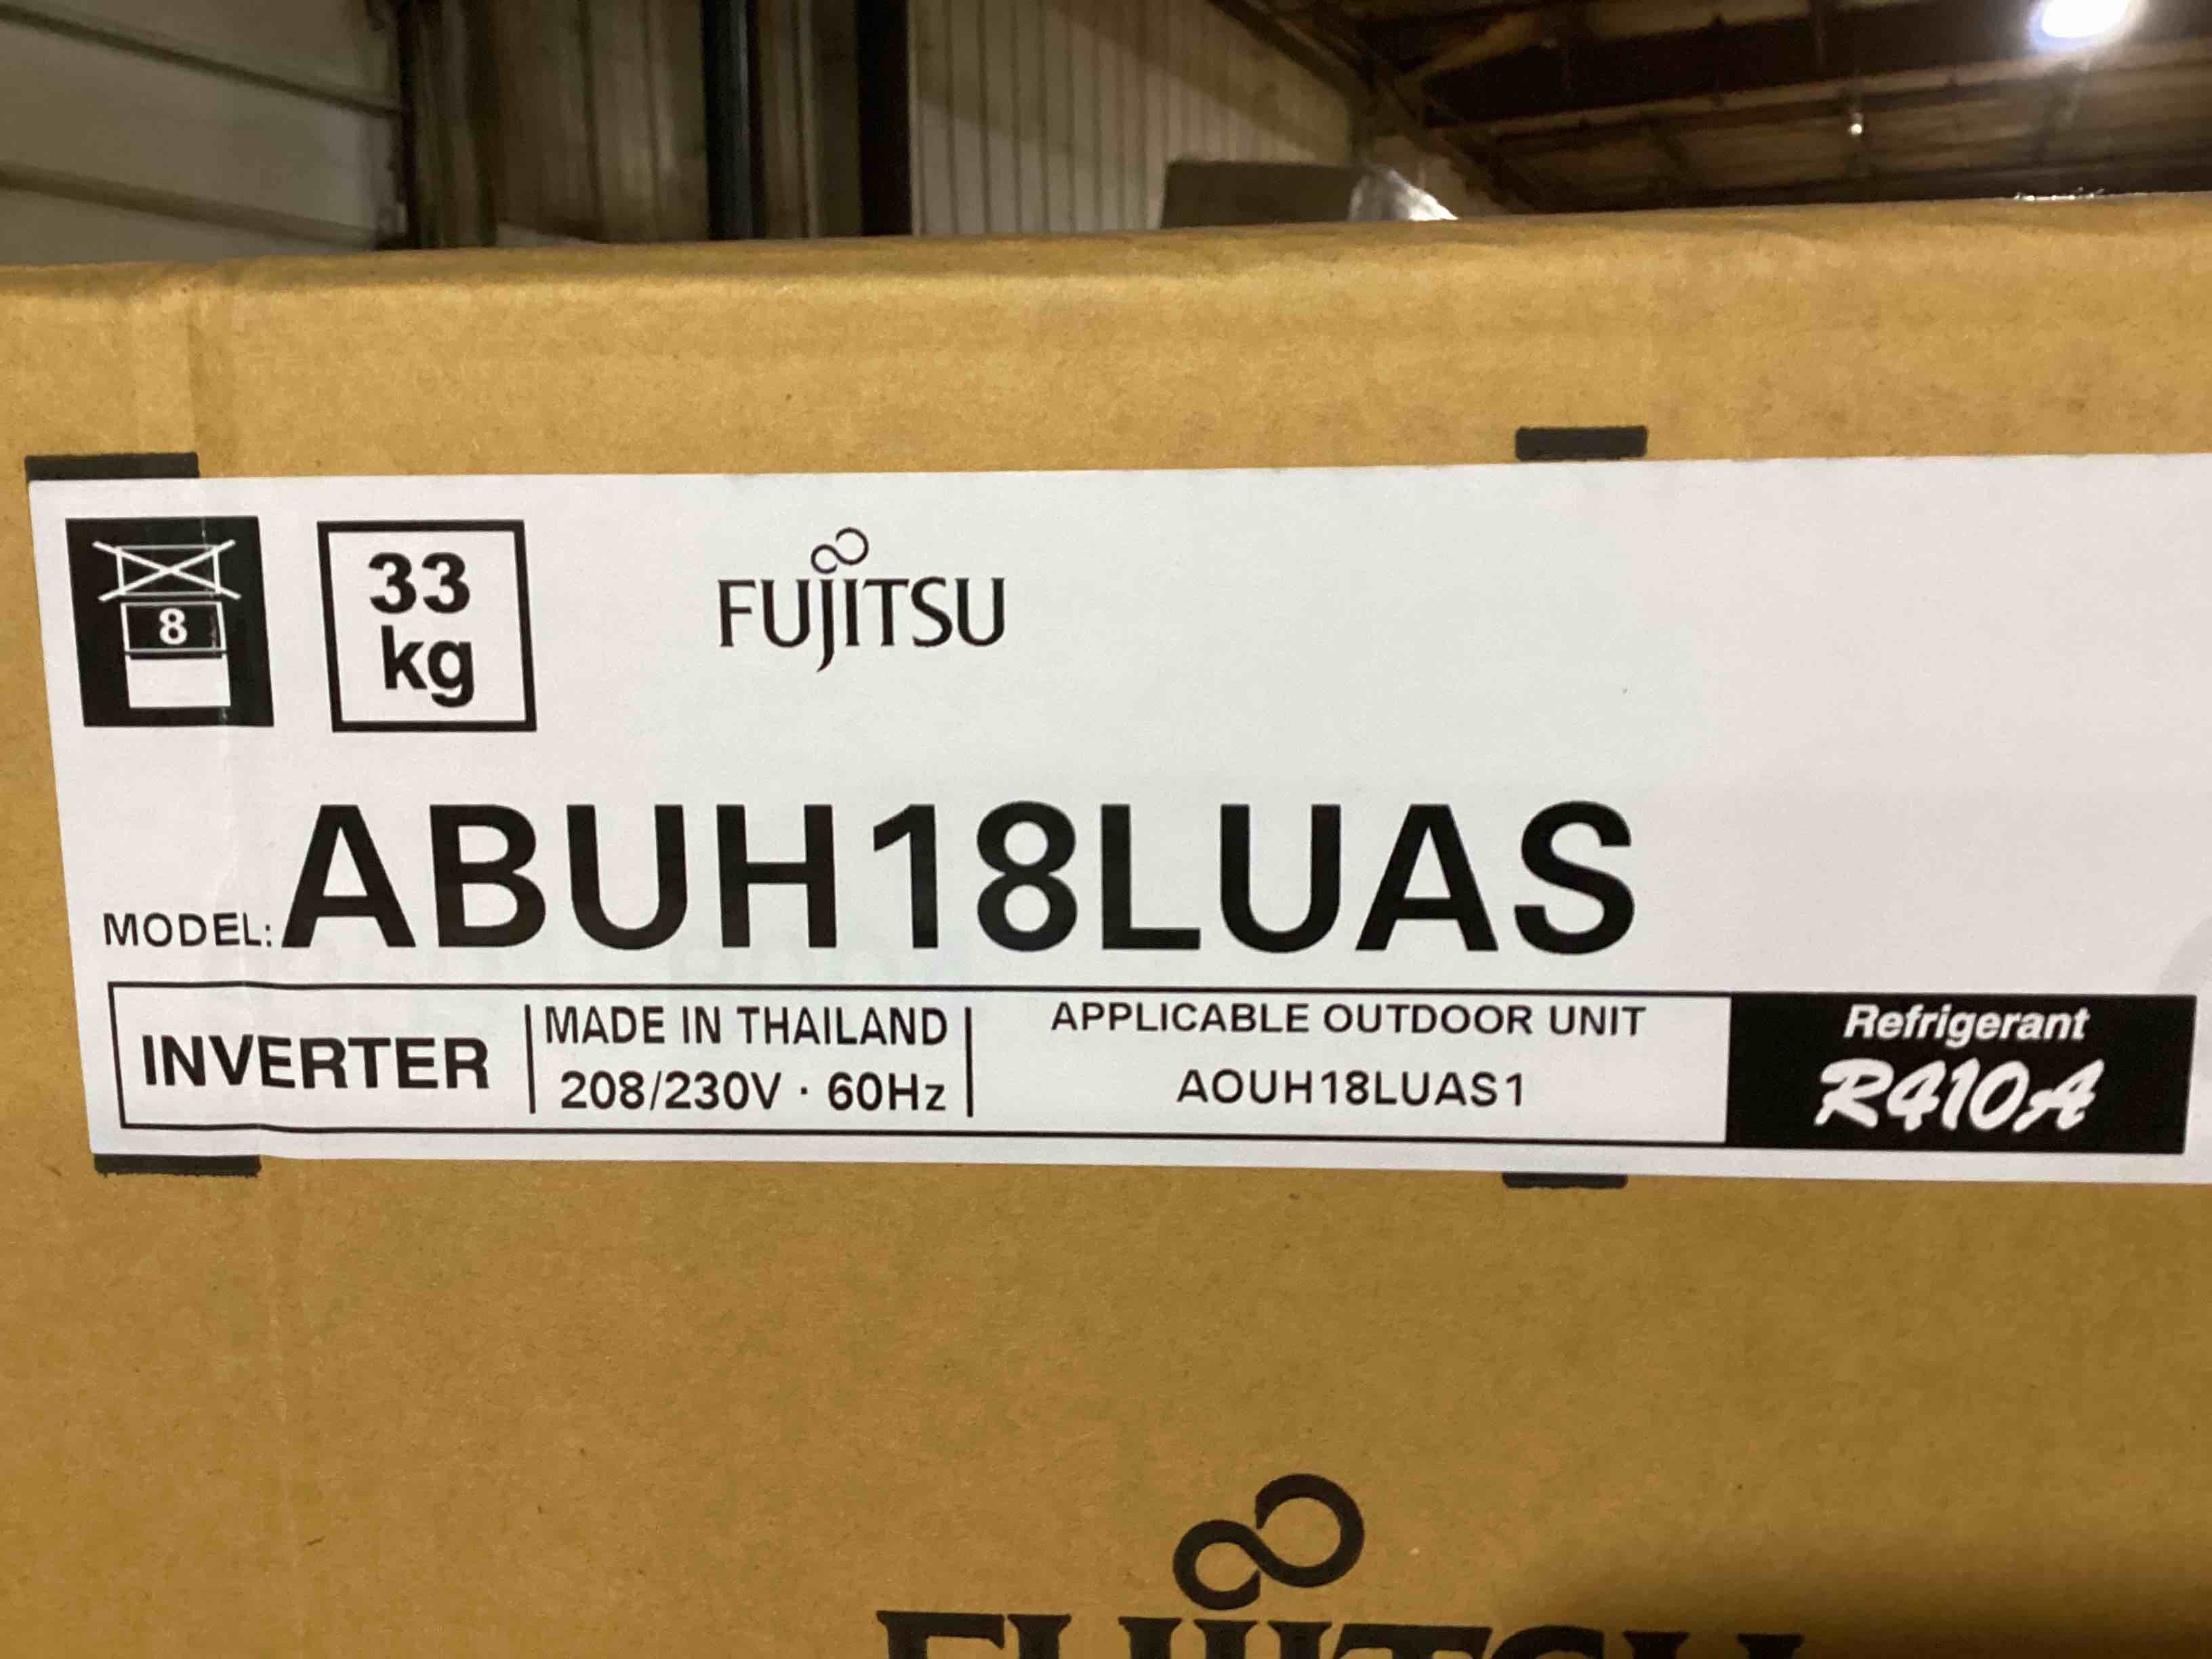 8
33
kg
FUJITSU
MODEL: ABUH18LUAS
INVERTER
MADE IN THAILAND
208/230V · 60Hz
APPLICABLE OUTDOOR UNIT
AOUH18LUAS1
Refrigerant
R410A
FUJITSU